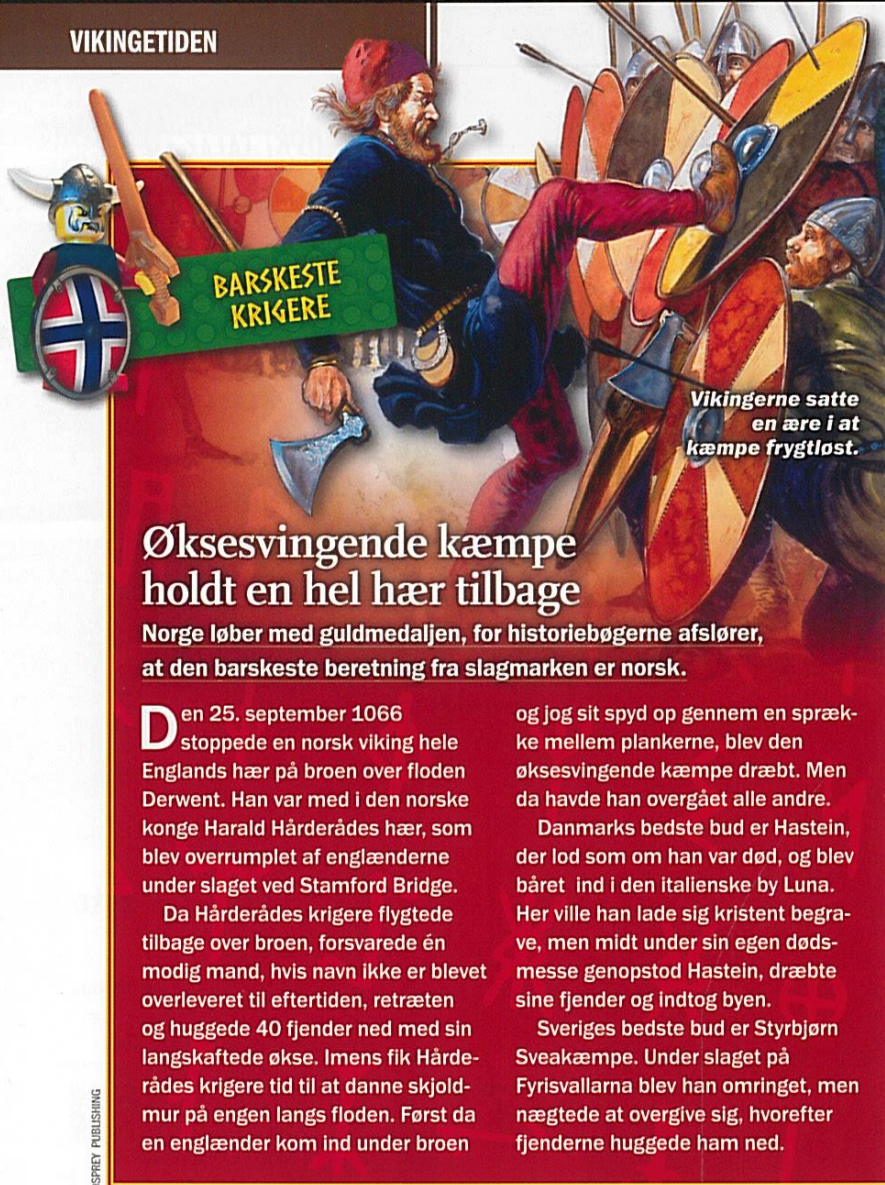 VIKINGETIDEN
BARSKESTE
KRIGERE
Vikingerne satte
en ære i at
kæmpe frygtløst.
Øksesvingende kæmpe
holdt en hel hær tilbage
Norge løber med guldmedaljen, for historiebøgerne afslører,
at den barskeste beretning fra slagmarken er norsk.
Den 25. september 1066
stoppede en norsk viking hele
Englands hær på broen over floden
Derwent. Han var med i den norske
konge Harald Hårderådes hær, som
blev overrumplet af englænderne
under slaget ved Stamford Bridge.
Da Hårderådes krigere flygtede
tilbage over broen, forsvarede én
modig mand, hvis navn ikke er blevet
overleveret til eftertiden, retræten
og huggede 40 fjender ned med sin
langskaftede økse. Imens fik Hårde-
rådes krigere tid til at danne skjold-
mur på engen langs floden. Først da
en englænder kom ind under broen
og jog sit spyd op gennem en spræk-
ke mellem plankerne, blev den
øksesvingende kæmpe dræbt. Men
da havde han overgået alle andre.
Danmarks bedste bud er Hastein,
der lod som om han var død, og blev
båret ind i den italienske by Luna.
Her ville han lade sig kristent begra-
ve, men midt under sin egen døds-
messe genopstod Hastein, dræbte
sine fjender og indtog byen.
Sveriges bedste bud er Styrbjørn
Sveakæmpe. Under slaget på
Fyrisvallarna blev han omringet, men
nægtede at overgive sig, hvorefter
fjenderne huggede ham ned.
SPREY PUBLISHING